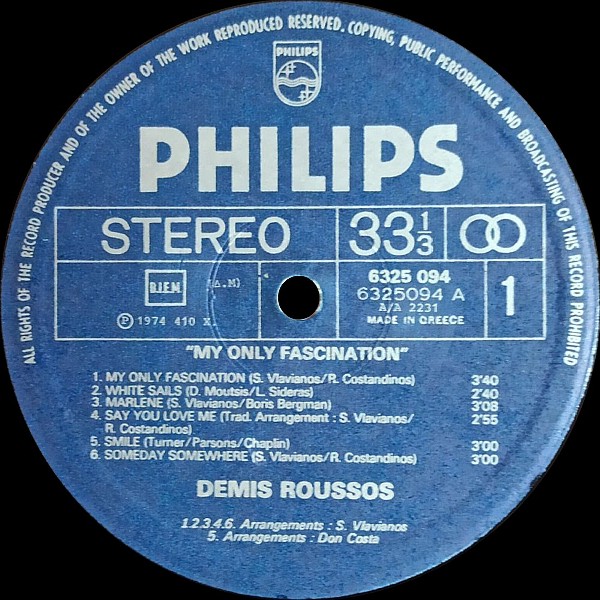 ALL RIGHTS OF THE RECORD PRODUCER AND OF THE OWNER OF THE WORK REPRODUCED RESERVED. COPYING, PUBLIC PERFORMANCE AND BROADCASTING OF THIS RECORD PROHIBITED
PHILIPS
PHILIPS
STEREO 33 1/3
6325 094
B.I.E.M. (Δ.M) 6325094 A 1
A/A 2231
Ⓟ 1974 410 X MADE IN GREECE
"MY ONLY FASCINATION"
1. MY ONLY FASCINATION (S. Vlavianos/R. Costandinos) 3'40
2. WHITE SAILS (D. Moutsis/L. Sideras) 2'40
3. MARLENE (S. Vlavianos/Boris Bergman) 3'08
4. SAY YOU LOVE ME (Trad. Arrangement : S. Vlavianos/ 2'55
R. Costandinos)
5. SMILE (Turner/Parsons/Chaplin) 3'00
6. SOMEDAY SOMEWHERE (S. Vlavianos/R. Costandinos) 3'00
DEMIS ROUSSOS
1.2.3.4.6. Arrangements : S. Vlavianos
5. Arrangements : Don Costa